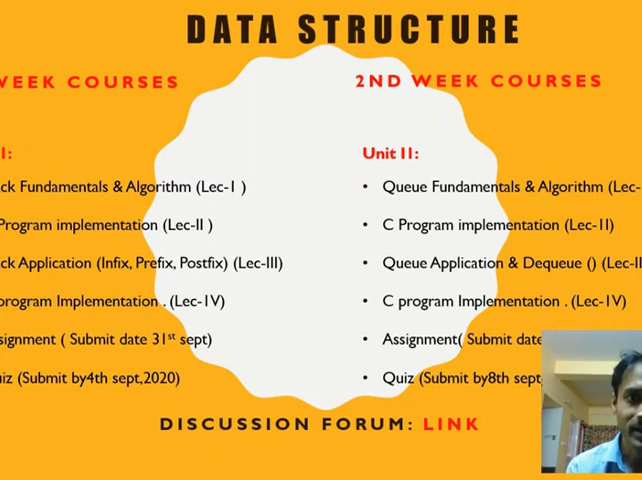 DATA STRUCTURE
WEEK COURSES
2ND WEEK COURSES
I:
Unit II:
ck Fundamentals & Algorithm (Lec-1 )
• Queue Fundamentals & Algorithm (Lec-
Program implementation (Lec-II )
• C Program implementation (Lec-1I)
ck Application (Infix, Prefix, Postfix) (Lec-III)
• Queue Application & Dequeue () (Lec-II
program Implementation . (Lec-1V)
• C program Implementation . (Lec-1V)
signment ( Submit date 31st sept)
• Assignment( Submit date
iz (Submit by4th sept,2020)
• Quiz (Submit by8th sept
DISCUSSION FORUM: LINK